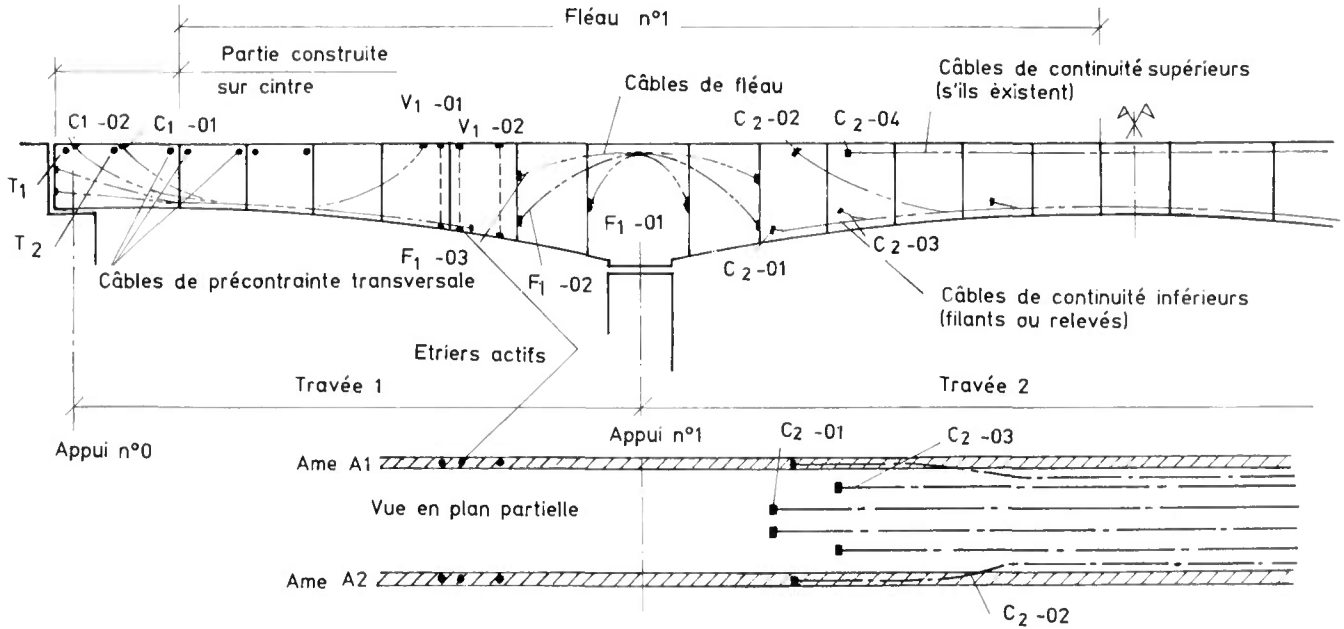 Fléau n°1
Partie construite
sur cintre
Câbles de fléau
Câbles de continuité supérieurs
(s'ils èxistent)
C1 -02
C1 -01
V1 -01
V1 -02
C2 -02
C2 -04
T1
T2
F1 -01
F1 -03
F1 -02
C2 -01
C2 -03
Câbles de précontrainte transversale
Câbles de continuité inférieurs
(filants ou relevés)
Etriers actifs
Travée 1
Travée 2
Appui n°0
Appui n°1
C2 -01
C2 -03
Ame A1
Vue en plan partielle
Ame A2
C2 -02